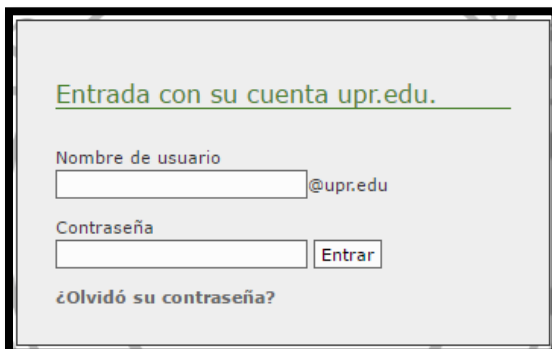 Entrada con su cuenta upr.edu.
Nombre de usuario
@upr.edu
Contraseña
Entrar
¿Olvidó su contraseña?